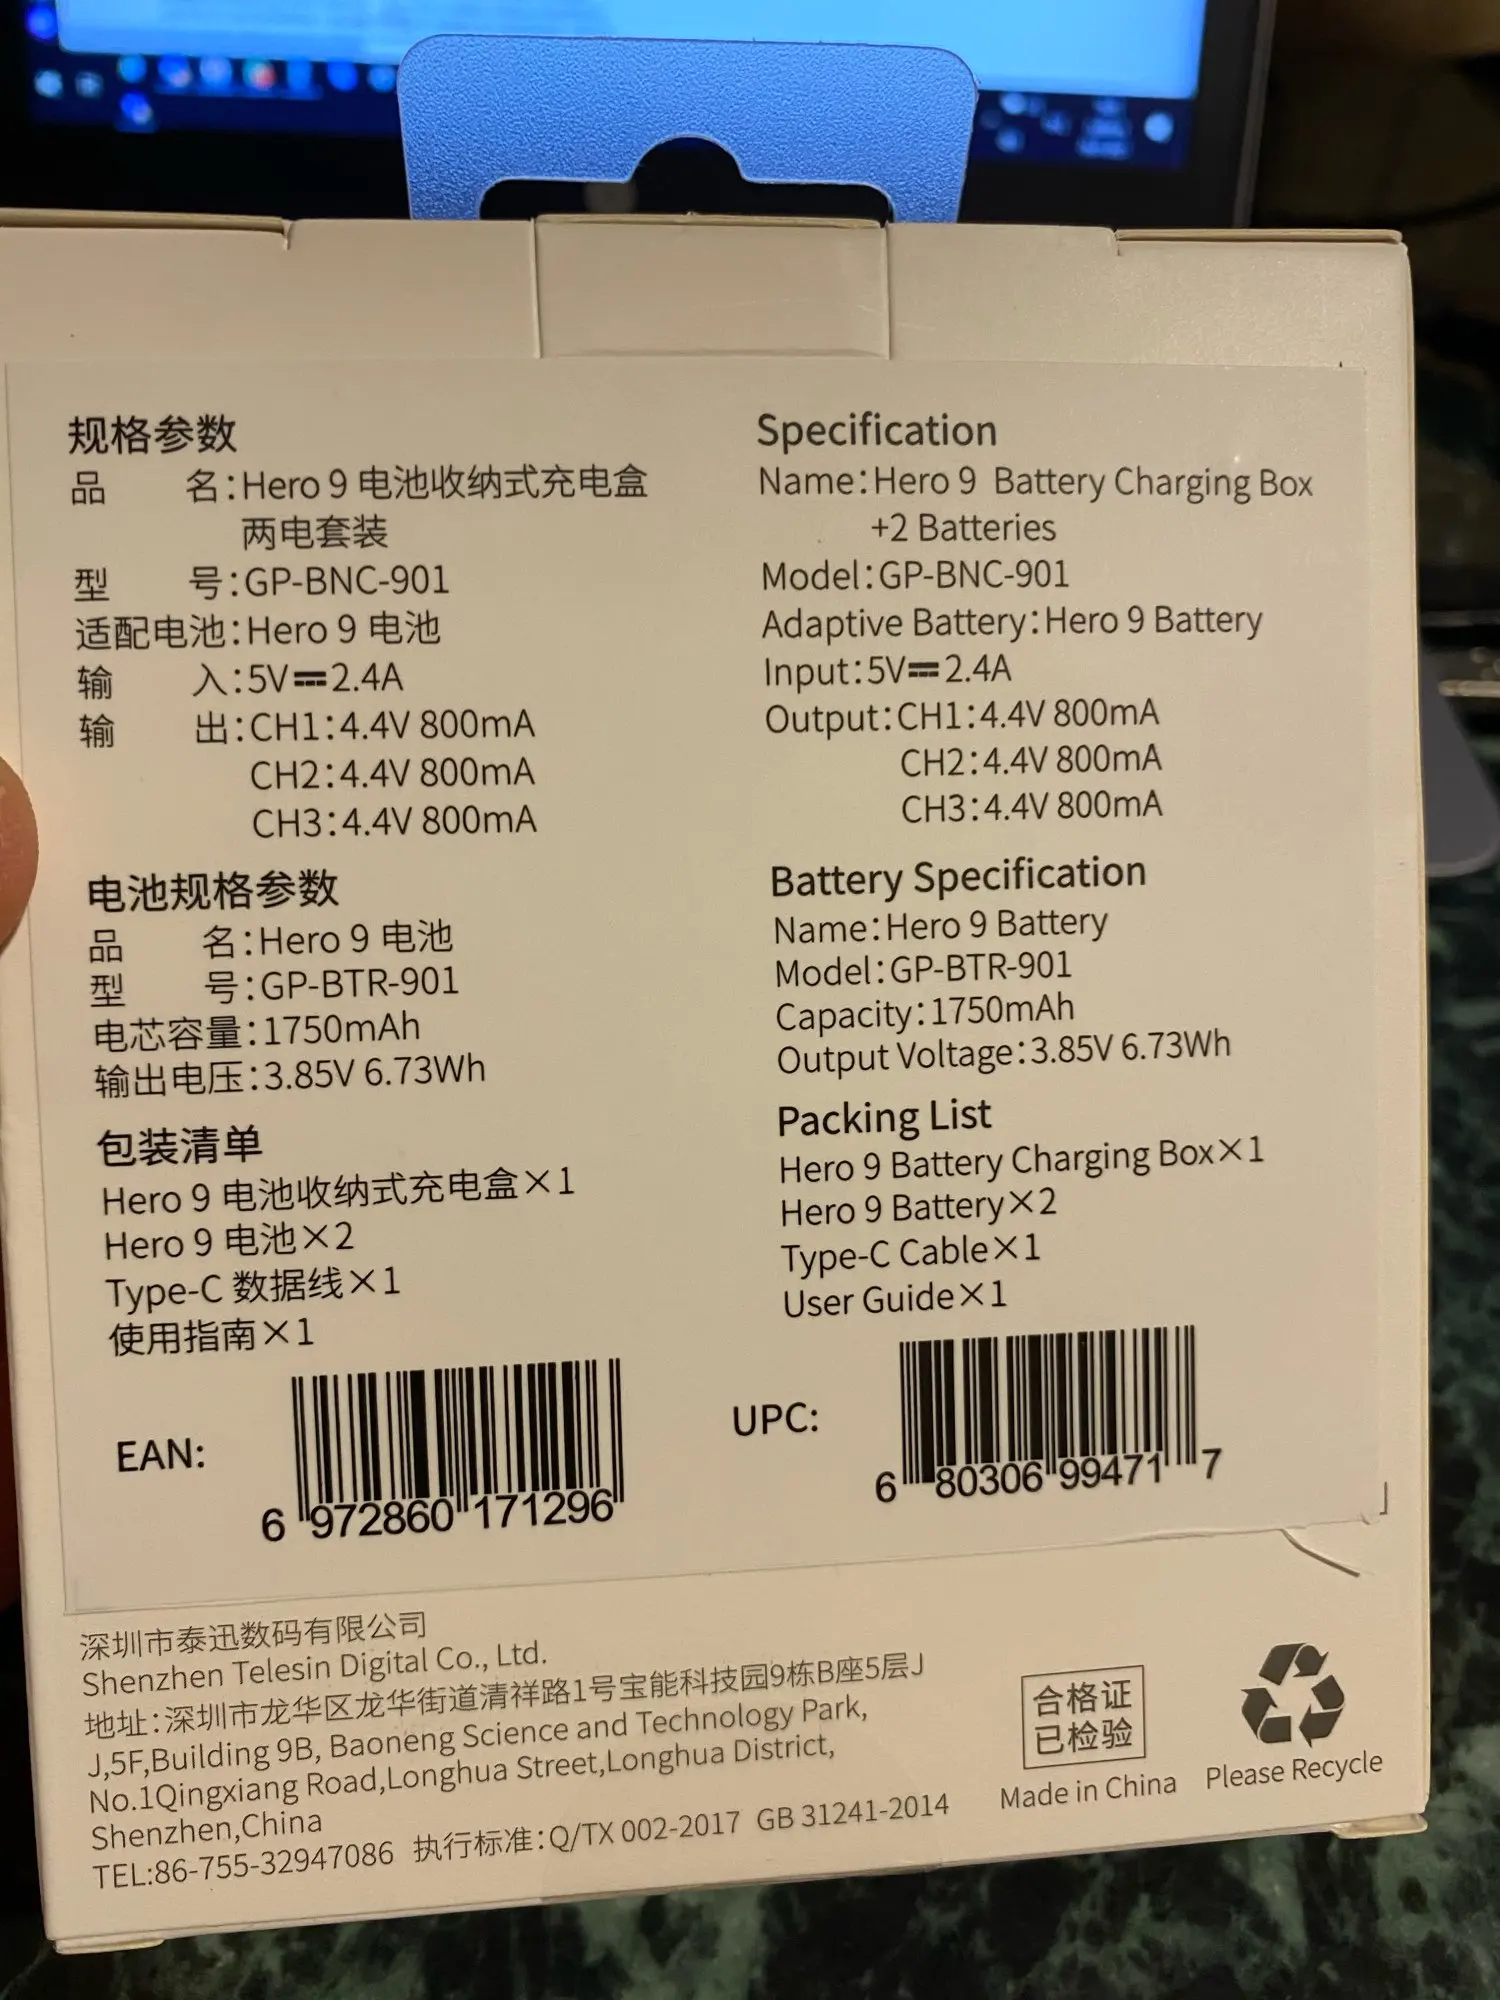 规格参数
品 名:Hero 9 电池收纳式充电盒
两电套装
型 号:GP-BNC-901
适配电池:Hero 9 电池
输 入:5V⎓2.4A
输 出:CH1:4.4V 800mA
CH2:4.4V 800mA
CH3:4.4V 800mA
电池规格参数
品 名:Hero 9 电池
型 号:GP-BTR-901
电芯容量:1750mAh
输出电压:3.85V 6.73Wh
包装清单
Hero 9 电池收纳式充电盒×1
Hero 9 电池×2
Type-C 数据线×1
使用指南×1
EAN:
6 972860 171296
Specification
Name:Hero 9 Battery Charging Box
+2 Batteries
Model:GP-BNC-901
Adaptive Battery:Hero 9 Battery
Input:5V⎓2.4A
Output:CH1:4.4V 800mA
CH2:4.4V 800mA
CH3:4.4V 800mA
Battery Specification
Name:Hero 9 Battery
Model:GP-BTR-901
Capacity:1750mAh
Output Voltage:3.85V 6.73Wh
Packing List
Hero 9 Battery Charging Box×1
Hero 9 Battery×2
Type-C Cable×1
User Guide×1
UPC:
6 80306 99471 7
深圳市泰迅数码有限公司
Shenzhen Telesin Digital Co., Ltd.
地址:深圳市龙华区龙华街道清祥路1号宝能科技园9栋B座5层J
J,5F,Building 9B, Baoneng Science and Technology Park,
No.1Qingxiang Road,Longhua Street,Longhua District,
Shenzhen,China
TEL:86-755-32947086 执行标准:Q/TX 002-2017 GB 31241-2014
合格证
已检验
Made in China
Please Recycle